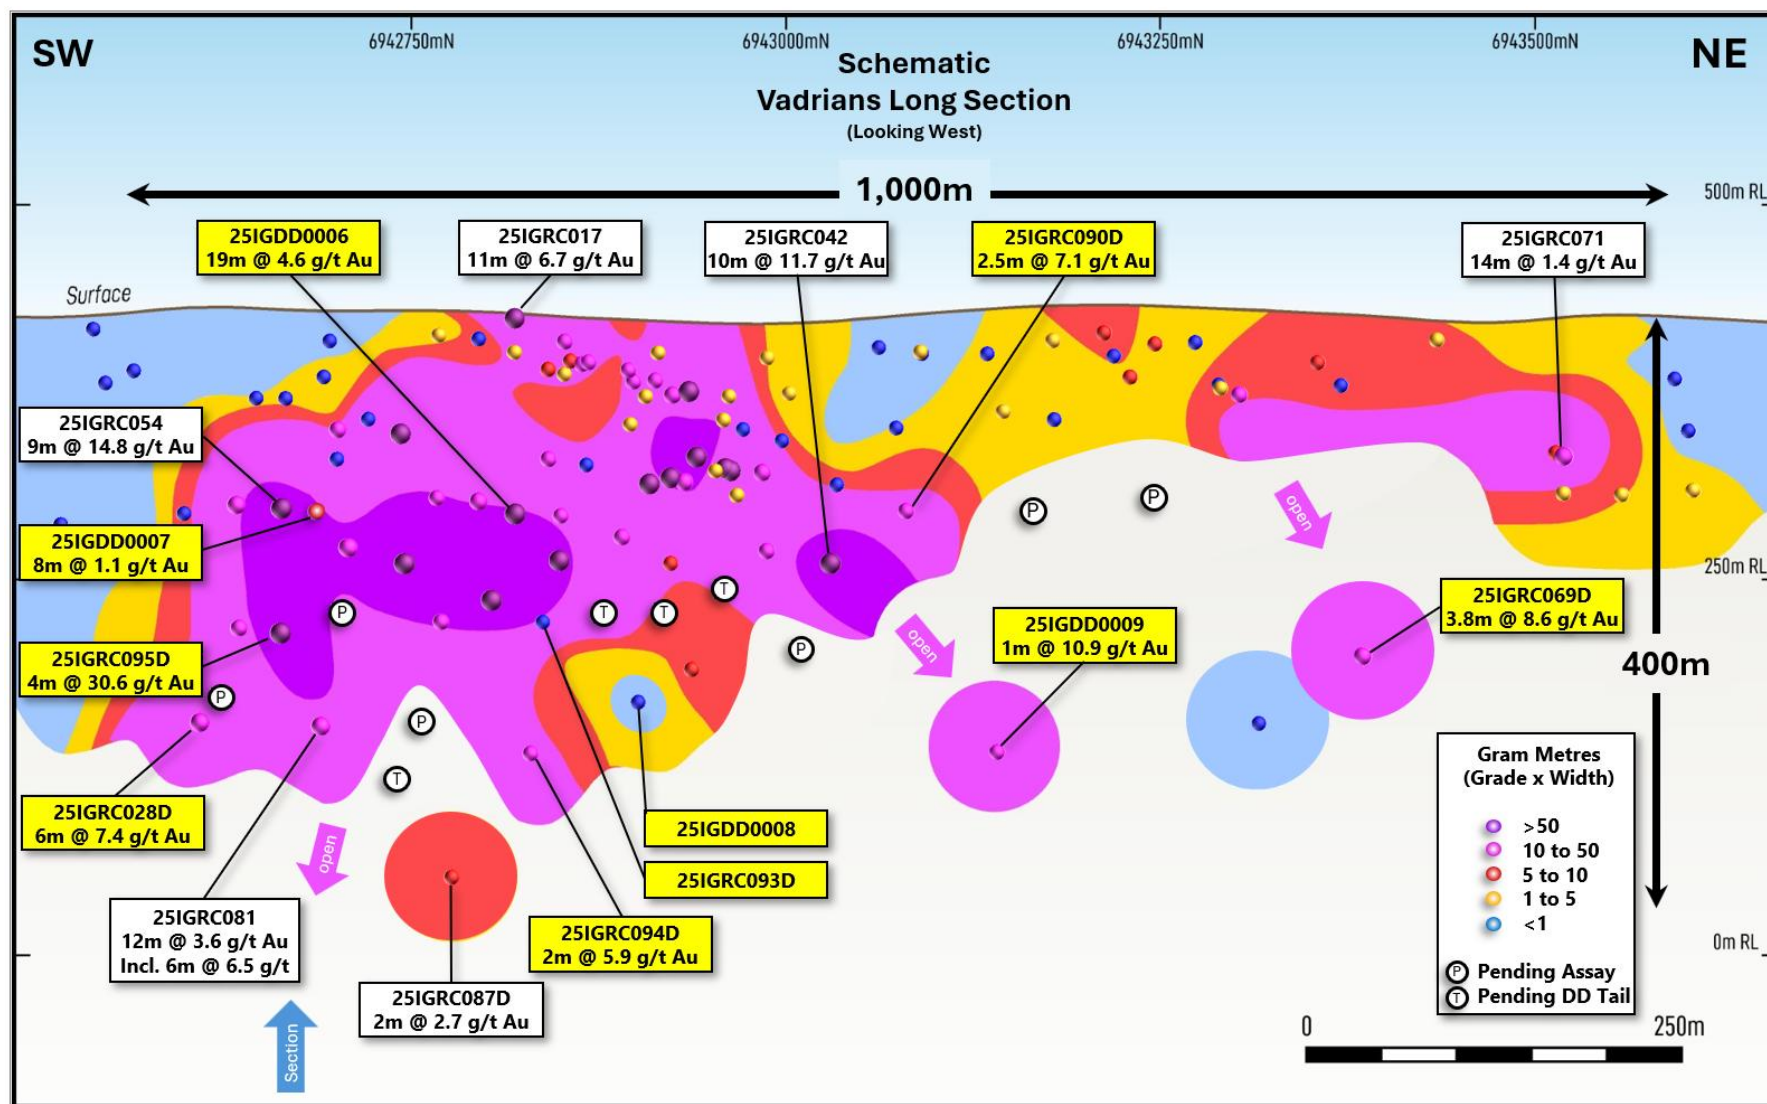 SW
6942750mN
6943000mN
6943250mN
6943500mN
NE
Schematic
Vadrians Long Section
(Looking West)
1,000m
500m RL
25IGDD0006
19m @ 4.6 g/t Au
25IGRC017
11m @ 6.7 g/t Au
25IGRC042
10m @ 11.7 g/t Au
25IGRC090D
2.5m @ 7.1 g/t Au
25IGRC071
14m @ 1.4 g/t Au
Surface
25IGRC054
9m @ 14.8 g/t Au
25IGDD0007
8m @ 1.1 g/t Au
P
P
open
250m RL
T
T
T
P
P
25IGRC095D
4m @ 30.6 g/t Au
P
open
25IGDD0009
1m @ 10.9 g/t Au
25IGRC069D
3.8m @ 8.6 g/t Au
400m
P
T
25IGRC028D
6m @ 7.4 g/t Au
open
25IGDD0008
25IGRC093D
25IGRC081
12m @ 3.6 g/t Au
Incl. 6m @ 6.5 g/t
25IGRC094D
2m @ 5.9 g/t Au
25IGRC087D
2m @ 2.7 g/t Au
Section
Gram Metres
(Grade x Width)
>50
10 to 50
5 to 10
1 to 5
<1
P Pending Assay
T Pending DD Tail
0m RL
0
250m